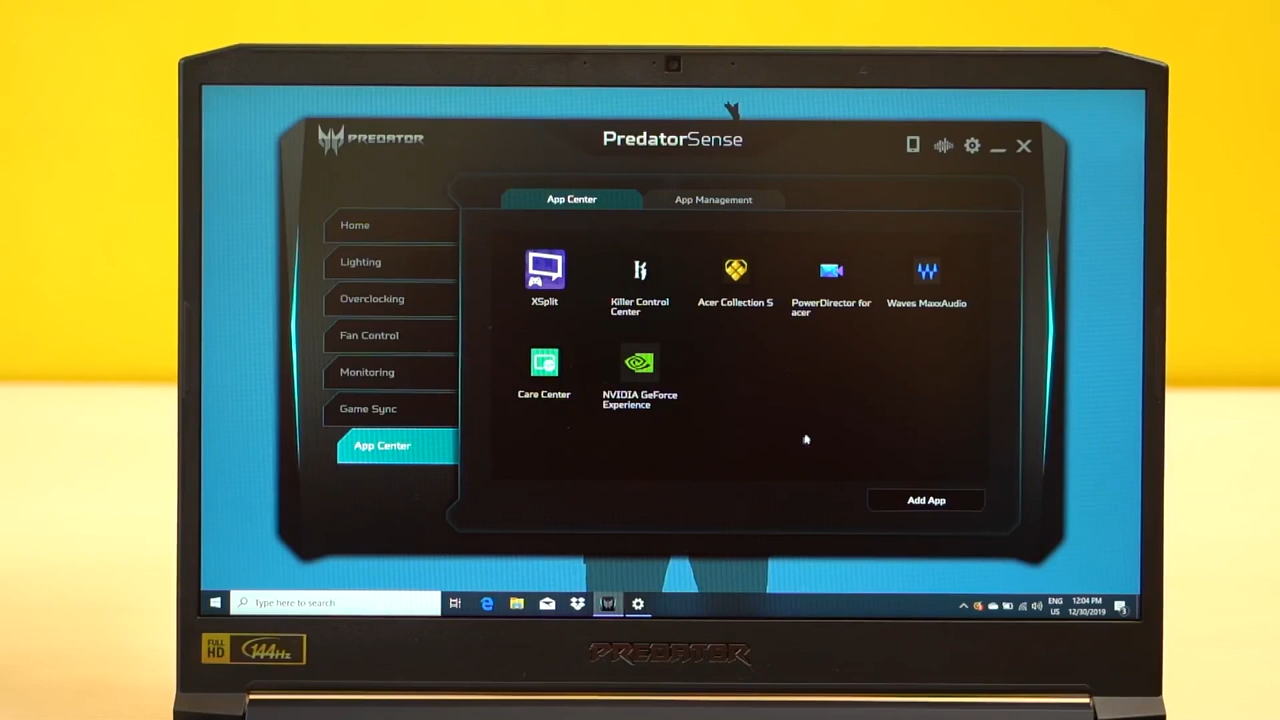 PREDATOR
PredatorSense
App Center
App Management
Home
Lighting
Overclocking
Fan Control
Monitoring
Game Sync
App Center
XSplit
Killer Control
Center
Acer Collection S
PowerDirector for
acer
Waves MaxxAudio
Care Center
NVIDIA GeForce
Experience
Add App
Type here to search
ENG
US
12:04 PM
12/30/2019
3
FULL
HD
144Hz
PREDATOR